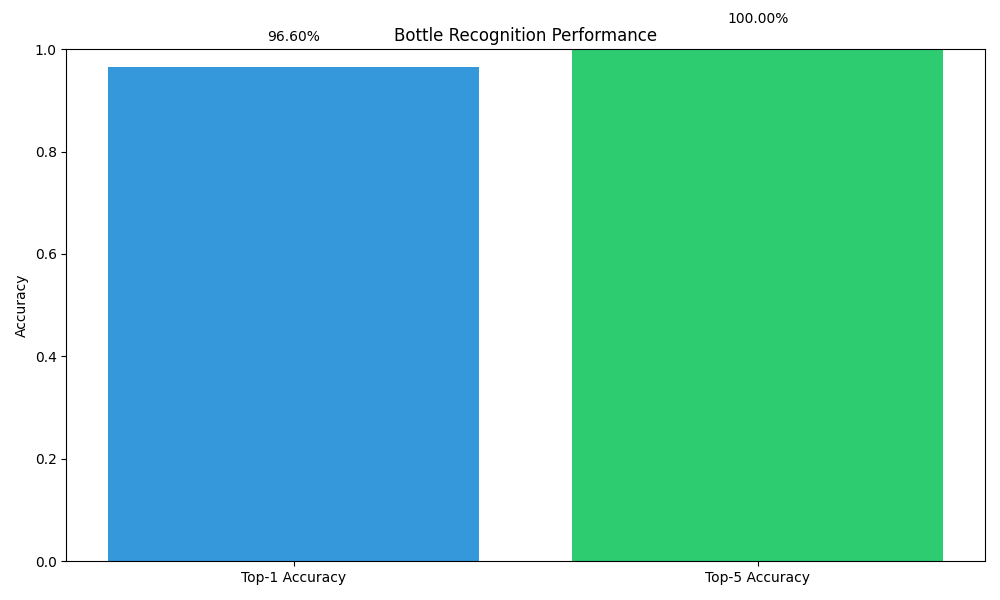 100.00%
96.60%
Bottle Recognition Performance
1.0
0.8
0.6
0.4
0.2
0.0
Accuracy
Top-1 Accuracy
Top-5 Accuracy